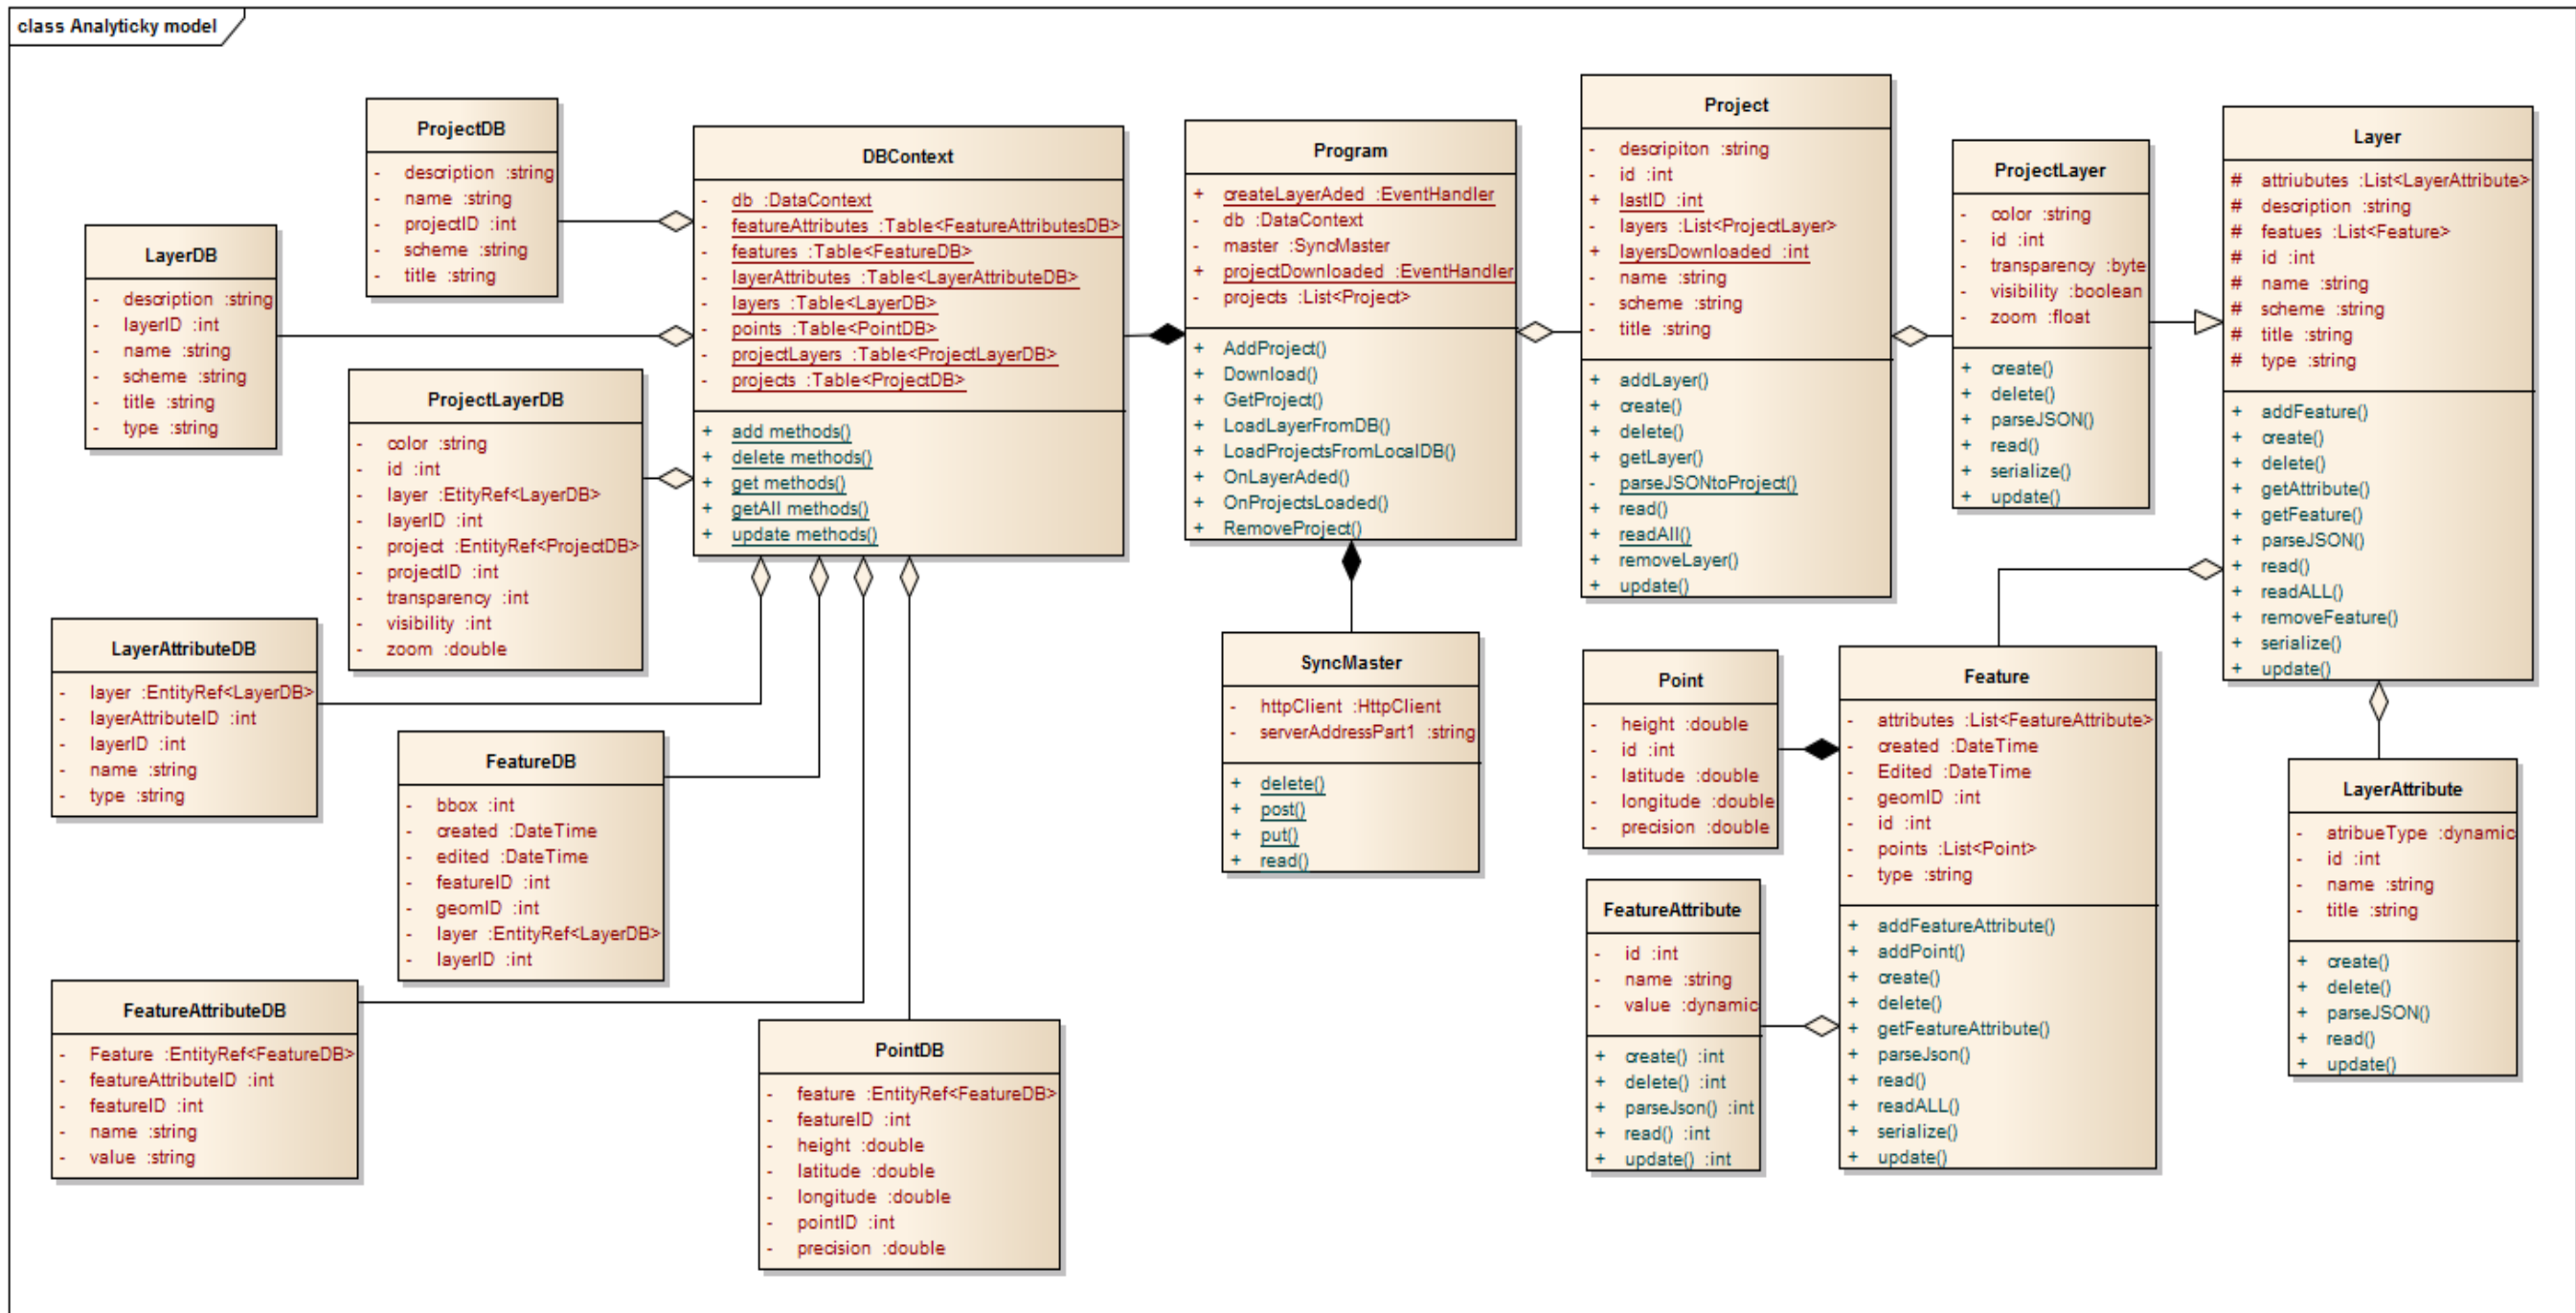 class Analyticky model
ProjectDB
- description :string
- name :string
- projectID :int
- scheme :string
- title :string
LayerDB
- description :string
- layerID :int
- name :string
- scheme :string
- title :string
- type :string
ProjectLayerDB
- color :string
- id :int
- layer :EtityRef<LayerDB>
- layerID :int
- project :EntityRef<ProjectDB>
- projectID :int
- transparency :int
- visibility :int
- zoom :double
LayerAttributeDB
- layer :EntityRef<LayerDB>
- layerAttributeID :int
- layerID :int
- name :string
- type :string
FeatureDB
- bbox :int
- created :DateTime
- edited :DateTime
- featureID :int
- geomID :int
- layer :EntityRef<LayerDB>
- layerID :int
FeatureAttributeDB
- Feature :EntityRef<FeatureDB>
- featureAttributeID :int
- featureID :int
- name :string
- value :string
PointDB
- feature :EntityRef<FeatureDB>
- featureID :int
- height :double
- latitude :double
- longitude :double
- pointID :int
- precision :double
DBContext
- db :DataContext
- featureAttributes :Table<FeatureAttributesDB>
- features :Table<FeatureDB>
- layerAttributes :Table<LayerAttributeDB>
- layers :Table<LayerDB>
- points :Table<PointDB>
- projectLayers :Table<ProjectLayerDB>
- projects :Table<ProjectDB>
+ add methods()
+ delete methods()
+ get methods()
+ getAll methods()
+ update methods()
Program
+ createLayerAded :EventHandler
- db :DataContext
- master :SyncMaster
+ projectDownloaded :EventHandler
- projects :List<Project>
+ AddProject()
+ Download()
+ GetProject()
+ LoadLayerFromDB()
+ LoadProjectsFromLocalDB()
+ OnLayerAded()
+ OnProjectsLoaded()
+ RemoveProject()
SyncMaster
- httpClient :HttpClient
- serverAddressPart1 :string
+ delete()
+ post()
+ put()
+ read()
Project
- descripiton :string
- id :int
+ lastID :int
- layers :List<ProjectLayer>
+ layersDownloaded :int
- name :string
- scheme :string
- title :string
+ addLayer()
+ create()
+ delete()
+ getLayer()
- parseJSONtoProject()
+ read()
+ readAll()
+ removeLayer()
+ update()
ProjectLayer
- color :string
- id :int
- transparency :byte
- visibility :boolean
- zoom :float
+ create()
+ delete()
+ parseJSON()
+ read()
+ serialize()
+ update()
Layer
# attriubutes :List<LayerAttribute>
# description :string
# featues :List<Feature>
# id :int
# name :string
# scheme :string
# title :string
# type :string
+ addFeature()
+ create()
+ delete()
+ getAttribute()
+ getFeature()
+ parseJSON()
+ read()
+ readALL()
+ removeFeature()
+ serialize()
+ update()
Point
- height :double
- id :int
- latitude :double
- longitude :double
- precision :double
Feature
- attributes :List<FeatureAttribute>
- created :DateTime
- Edited :DateTime
- geomID :int
- id :int
- points :List<Point>
- type :string
+ addFeatureAttribute()
+ addPoint()
+ create()
+ delete()
+ getFeatureAttribute()
+ parseJson()
+ read()
+ readALL()
+ serialize()
+ update()
FeatureAttribute
- id :int
- name :string
- value :dynamic
+ create() :int
+ delete() :int
+ parseJson() :int
+ read() :int
+ update() :int
LayerAttribute
- atribueType :dynamic
- id :int
- name :string
- title :string
+ create()
+ delete()
+ parseJSON()
+ read()
+ update()